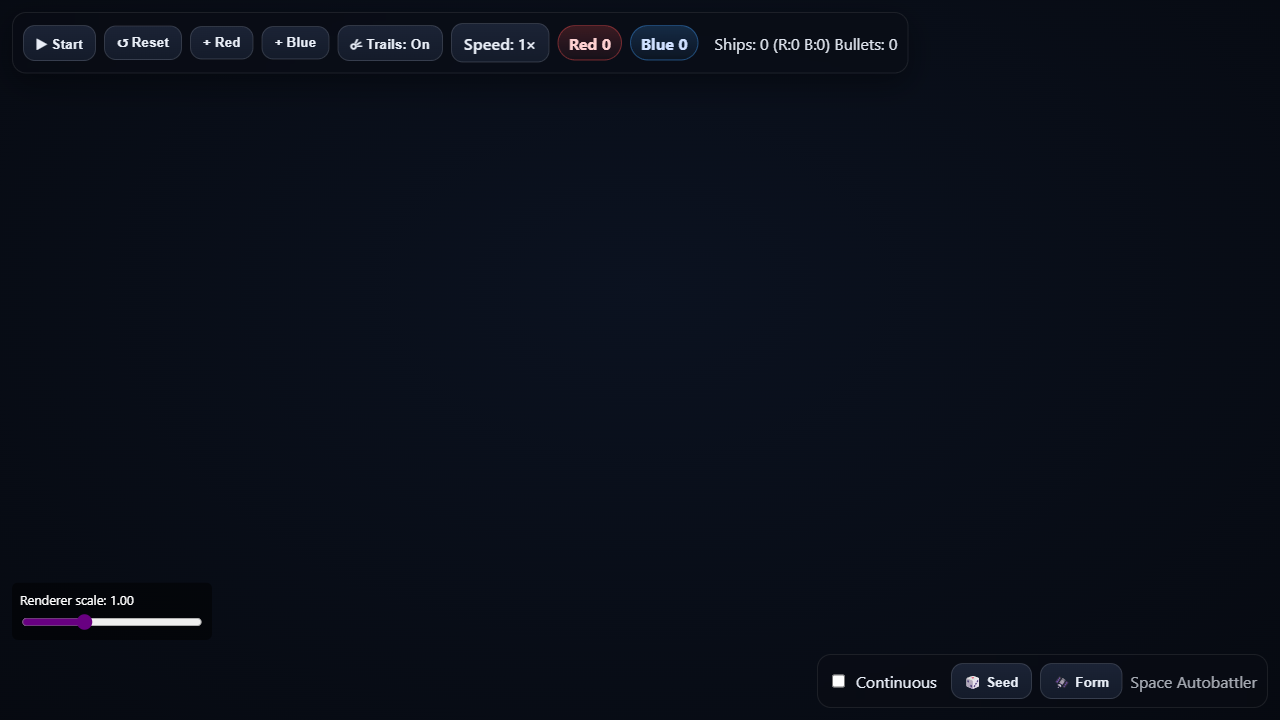 ▶ Start ↺ Reset + Red + Blue ☄ Trails: On Speed: 1× Red 0 Blue 0 Ships: 0 (R:0 B:0) Bullets: 0
Renderer scale: 1.00
Continuous 🎲 Seed 🛰 Form Space Autobattler